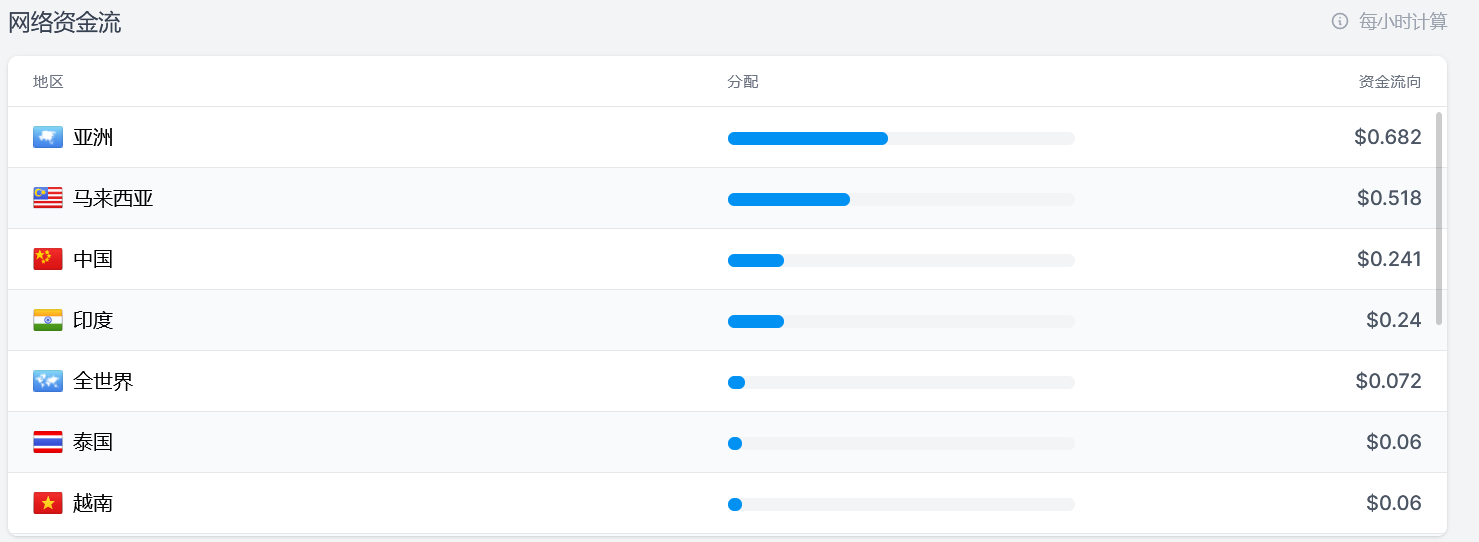 网络资金流
每小时计算
地区 分配 资金流向
亚洲 $0.682
马来西亚 $0.518
中国 $0.241
印度 $0.24
全世界 $0.072
泰国 $0.06
越南 $0.06